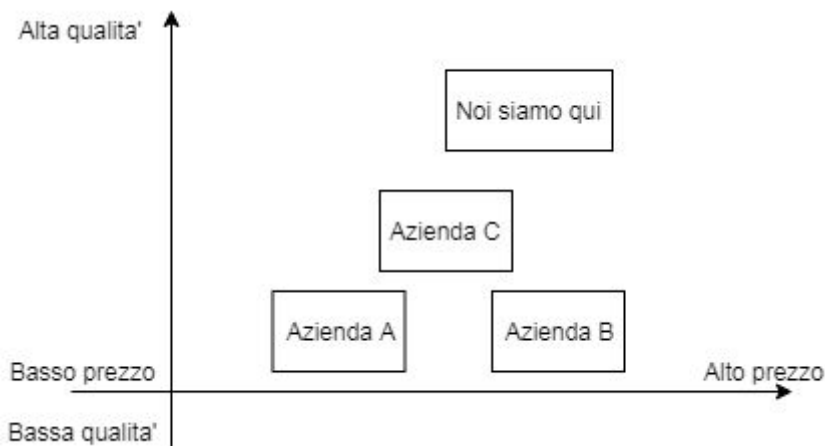 Alta qualita'
Noi siamo qui
Azienda C
Azienda A
Azienda B
Basso prezzo
Alto prezzo
Bassa qualita'